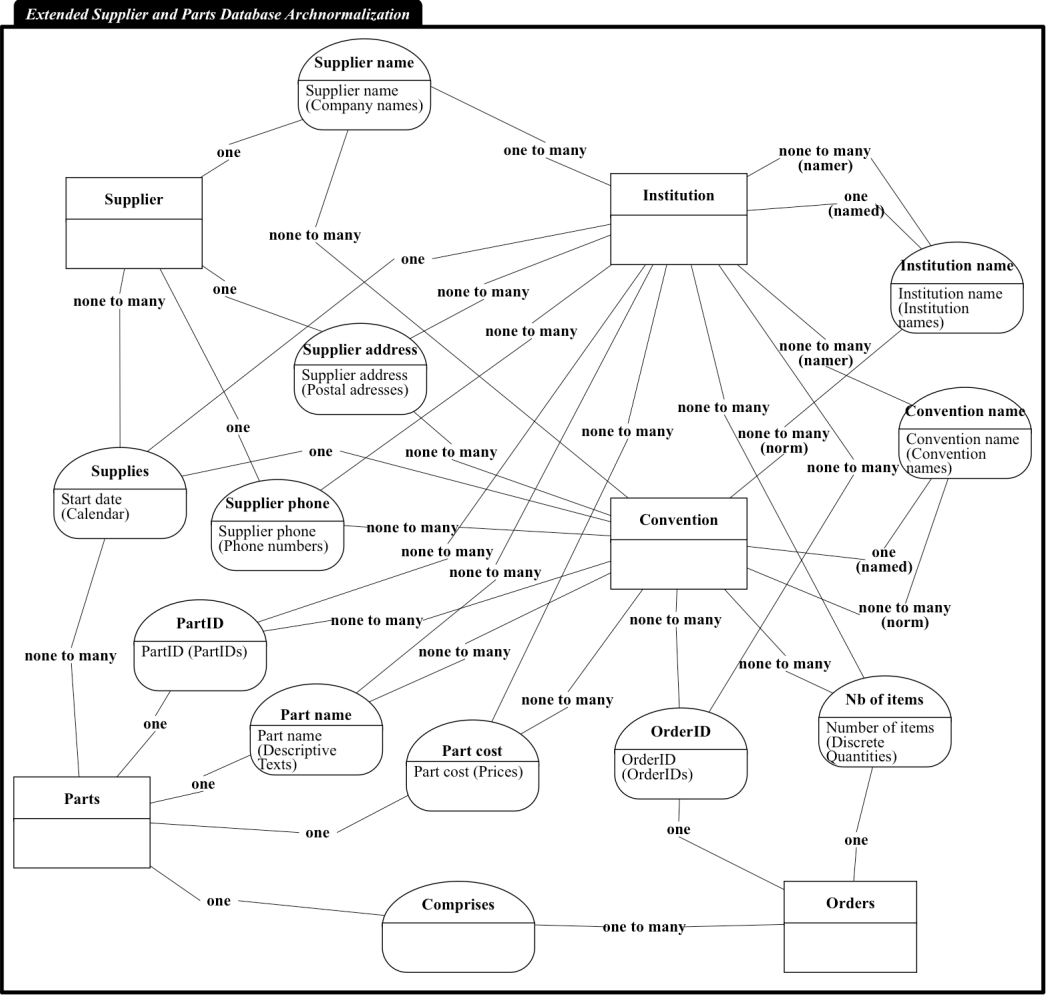 Extended Supplier and Parts Database Archnormalization
Supplier name
Supplier name
(Company names)
one
one to many
none to many
(namer)
Supplier
Institution
one
(named)
none to many
one
Institution name
Institution name
(Institution
names)
none to many
one
none to many
none to many
none to many
(namer)
Supplier address
Supplier address
(Postal adresses)
none to many
Convention name
Convention name
(Convention
names)
one
none to many
none to many
(norm)
one
none to many
none to many
Supplies
Start date
(Calendar)
Supplier phone
Supplier phone
(Phone numbers)
Convention
none to many
none to many
none to many
one
(named)
PartID
PartID (PartIDs)
none to many
none to many
none to many
(norm)
none to many
none to many
none to many
Part name
Part name
(Descriptive
Texts)
one
none to many
Nb of items
Number of items
(Discrete
Quantities)
OrderID
OrderID
(OrderIDs)
Part cost
Part cost (Prices)
one
Parts
one
one
one
one
Comprises
Orders
one to many